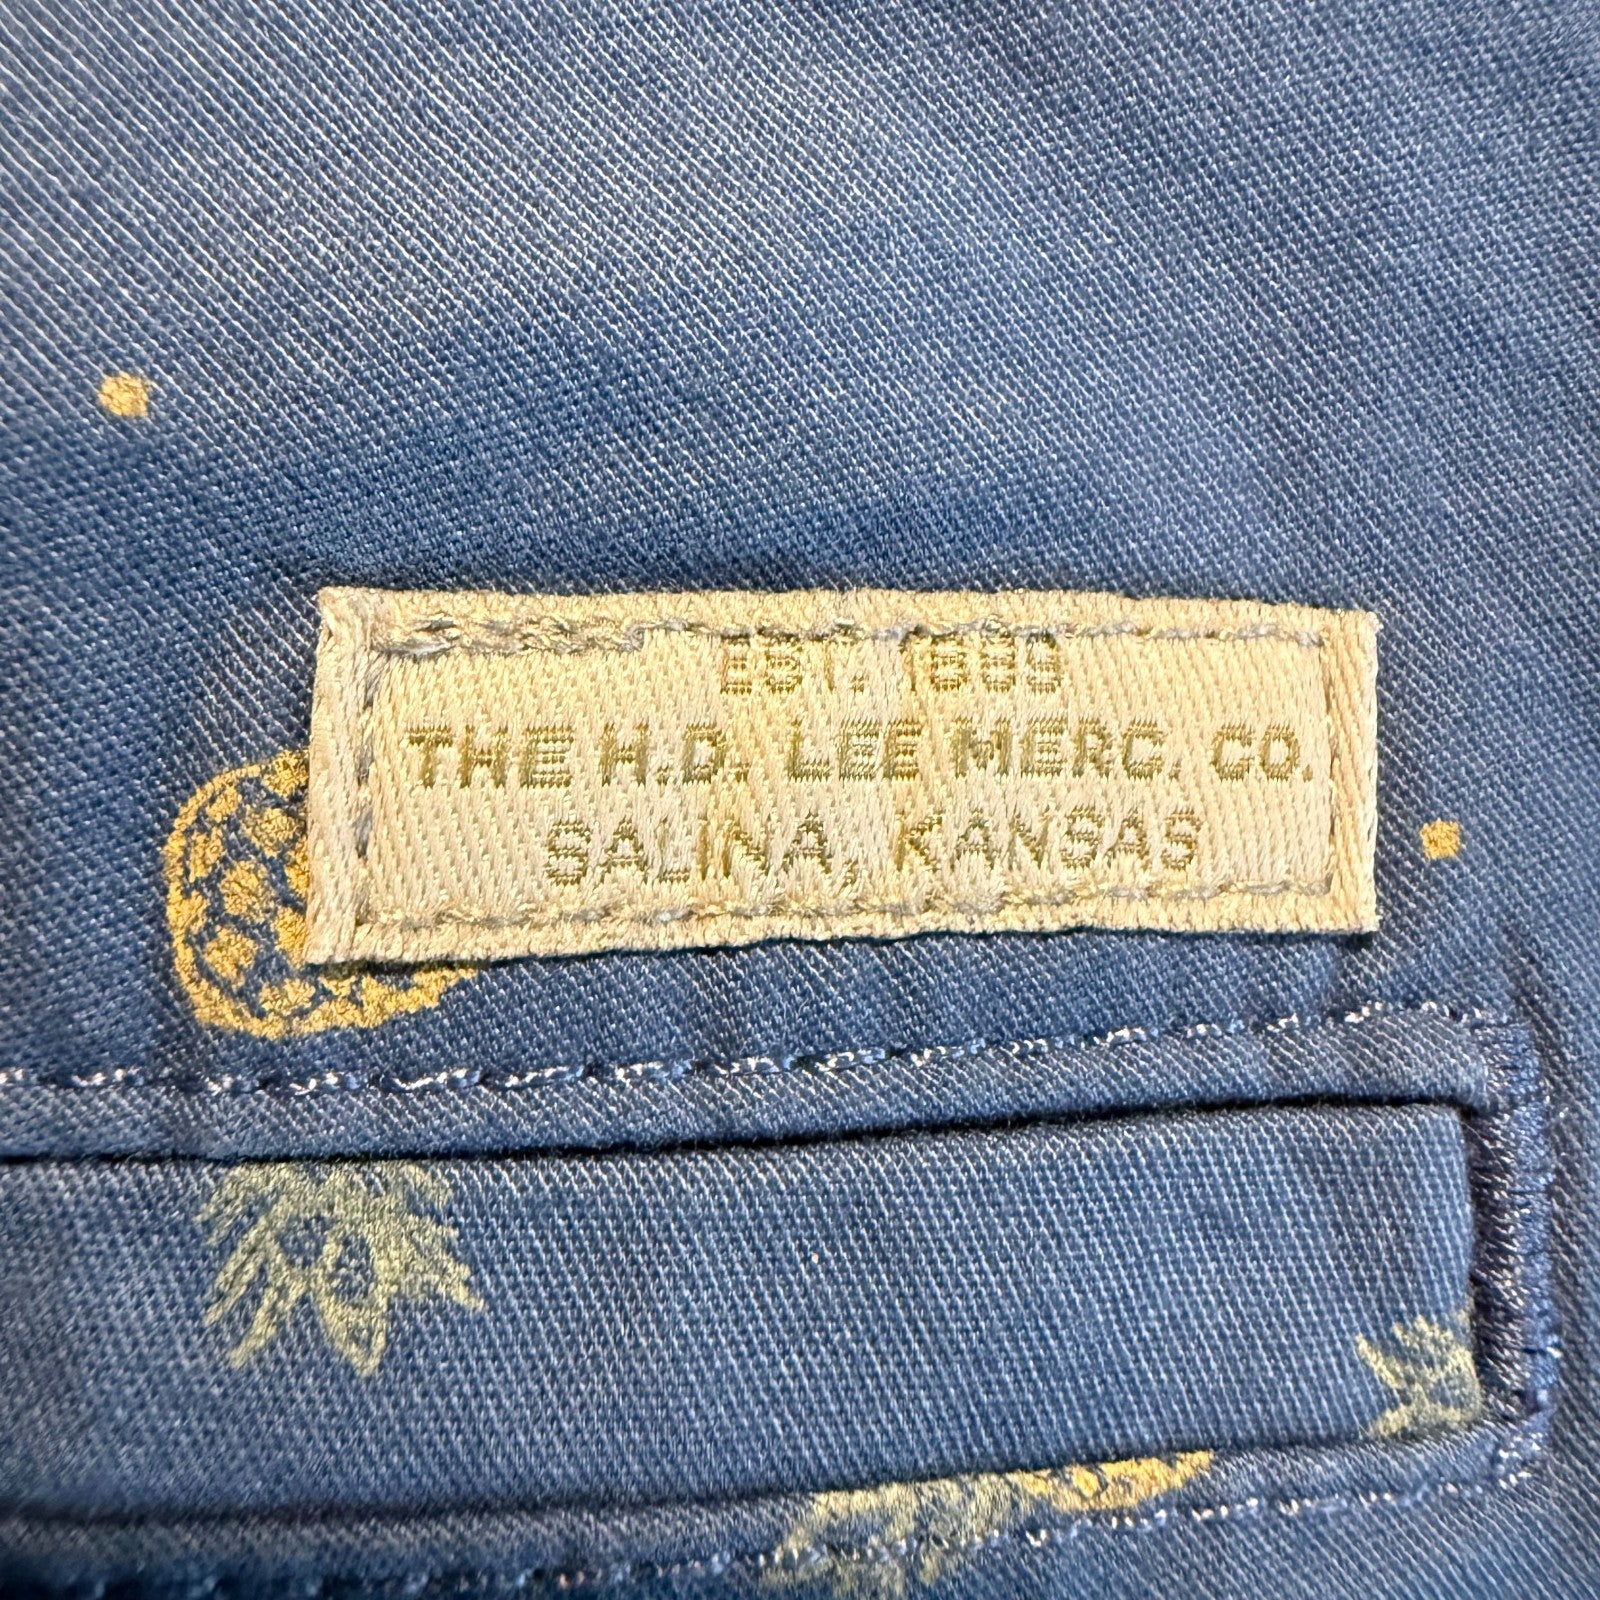 EST. 1889
THE H.D. LEE MERC. CO.
SALINA, KANSAS